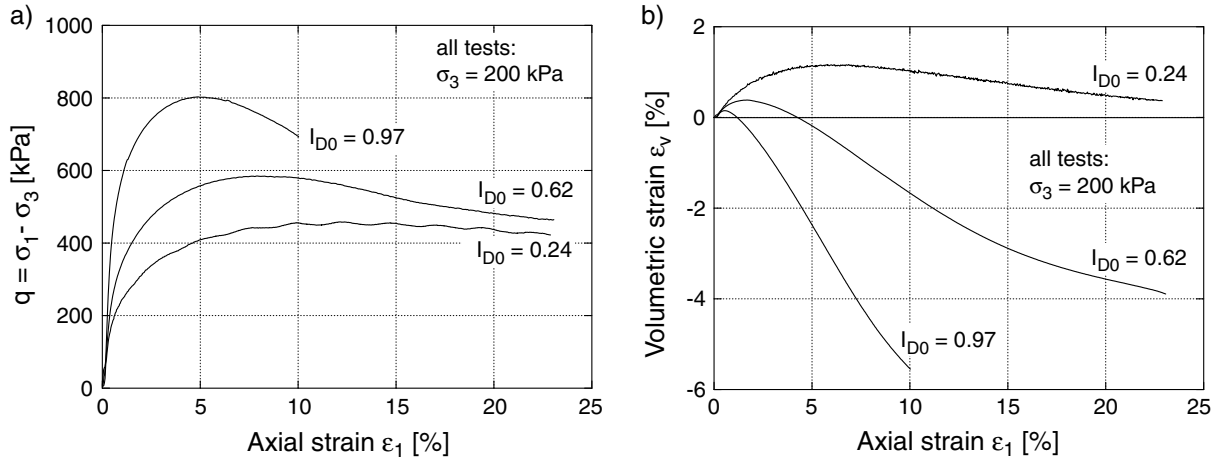 a)
q = σ1 - σ3 [kPa]
1000
800
600
400
200
0
all tests:
σ3 = 200 kPa
ID0 = 0.97
ID0 = 0.62
ID0 = 0.24
0 5 10 15 20 25
Axial strain ε1 [%]
b)
Volumetric strain εv [%]
2
0
-2
-4
-6
ID0 = 0.24
all tests:
σ3 = 200 kPa
ID0 = 0.62
ID0 = 0.97
0 5 10 15 20 25
Axial strain ε1 [%]